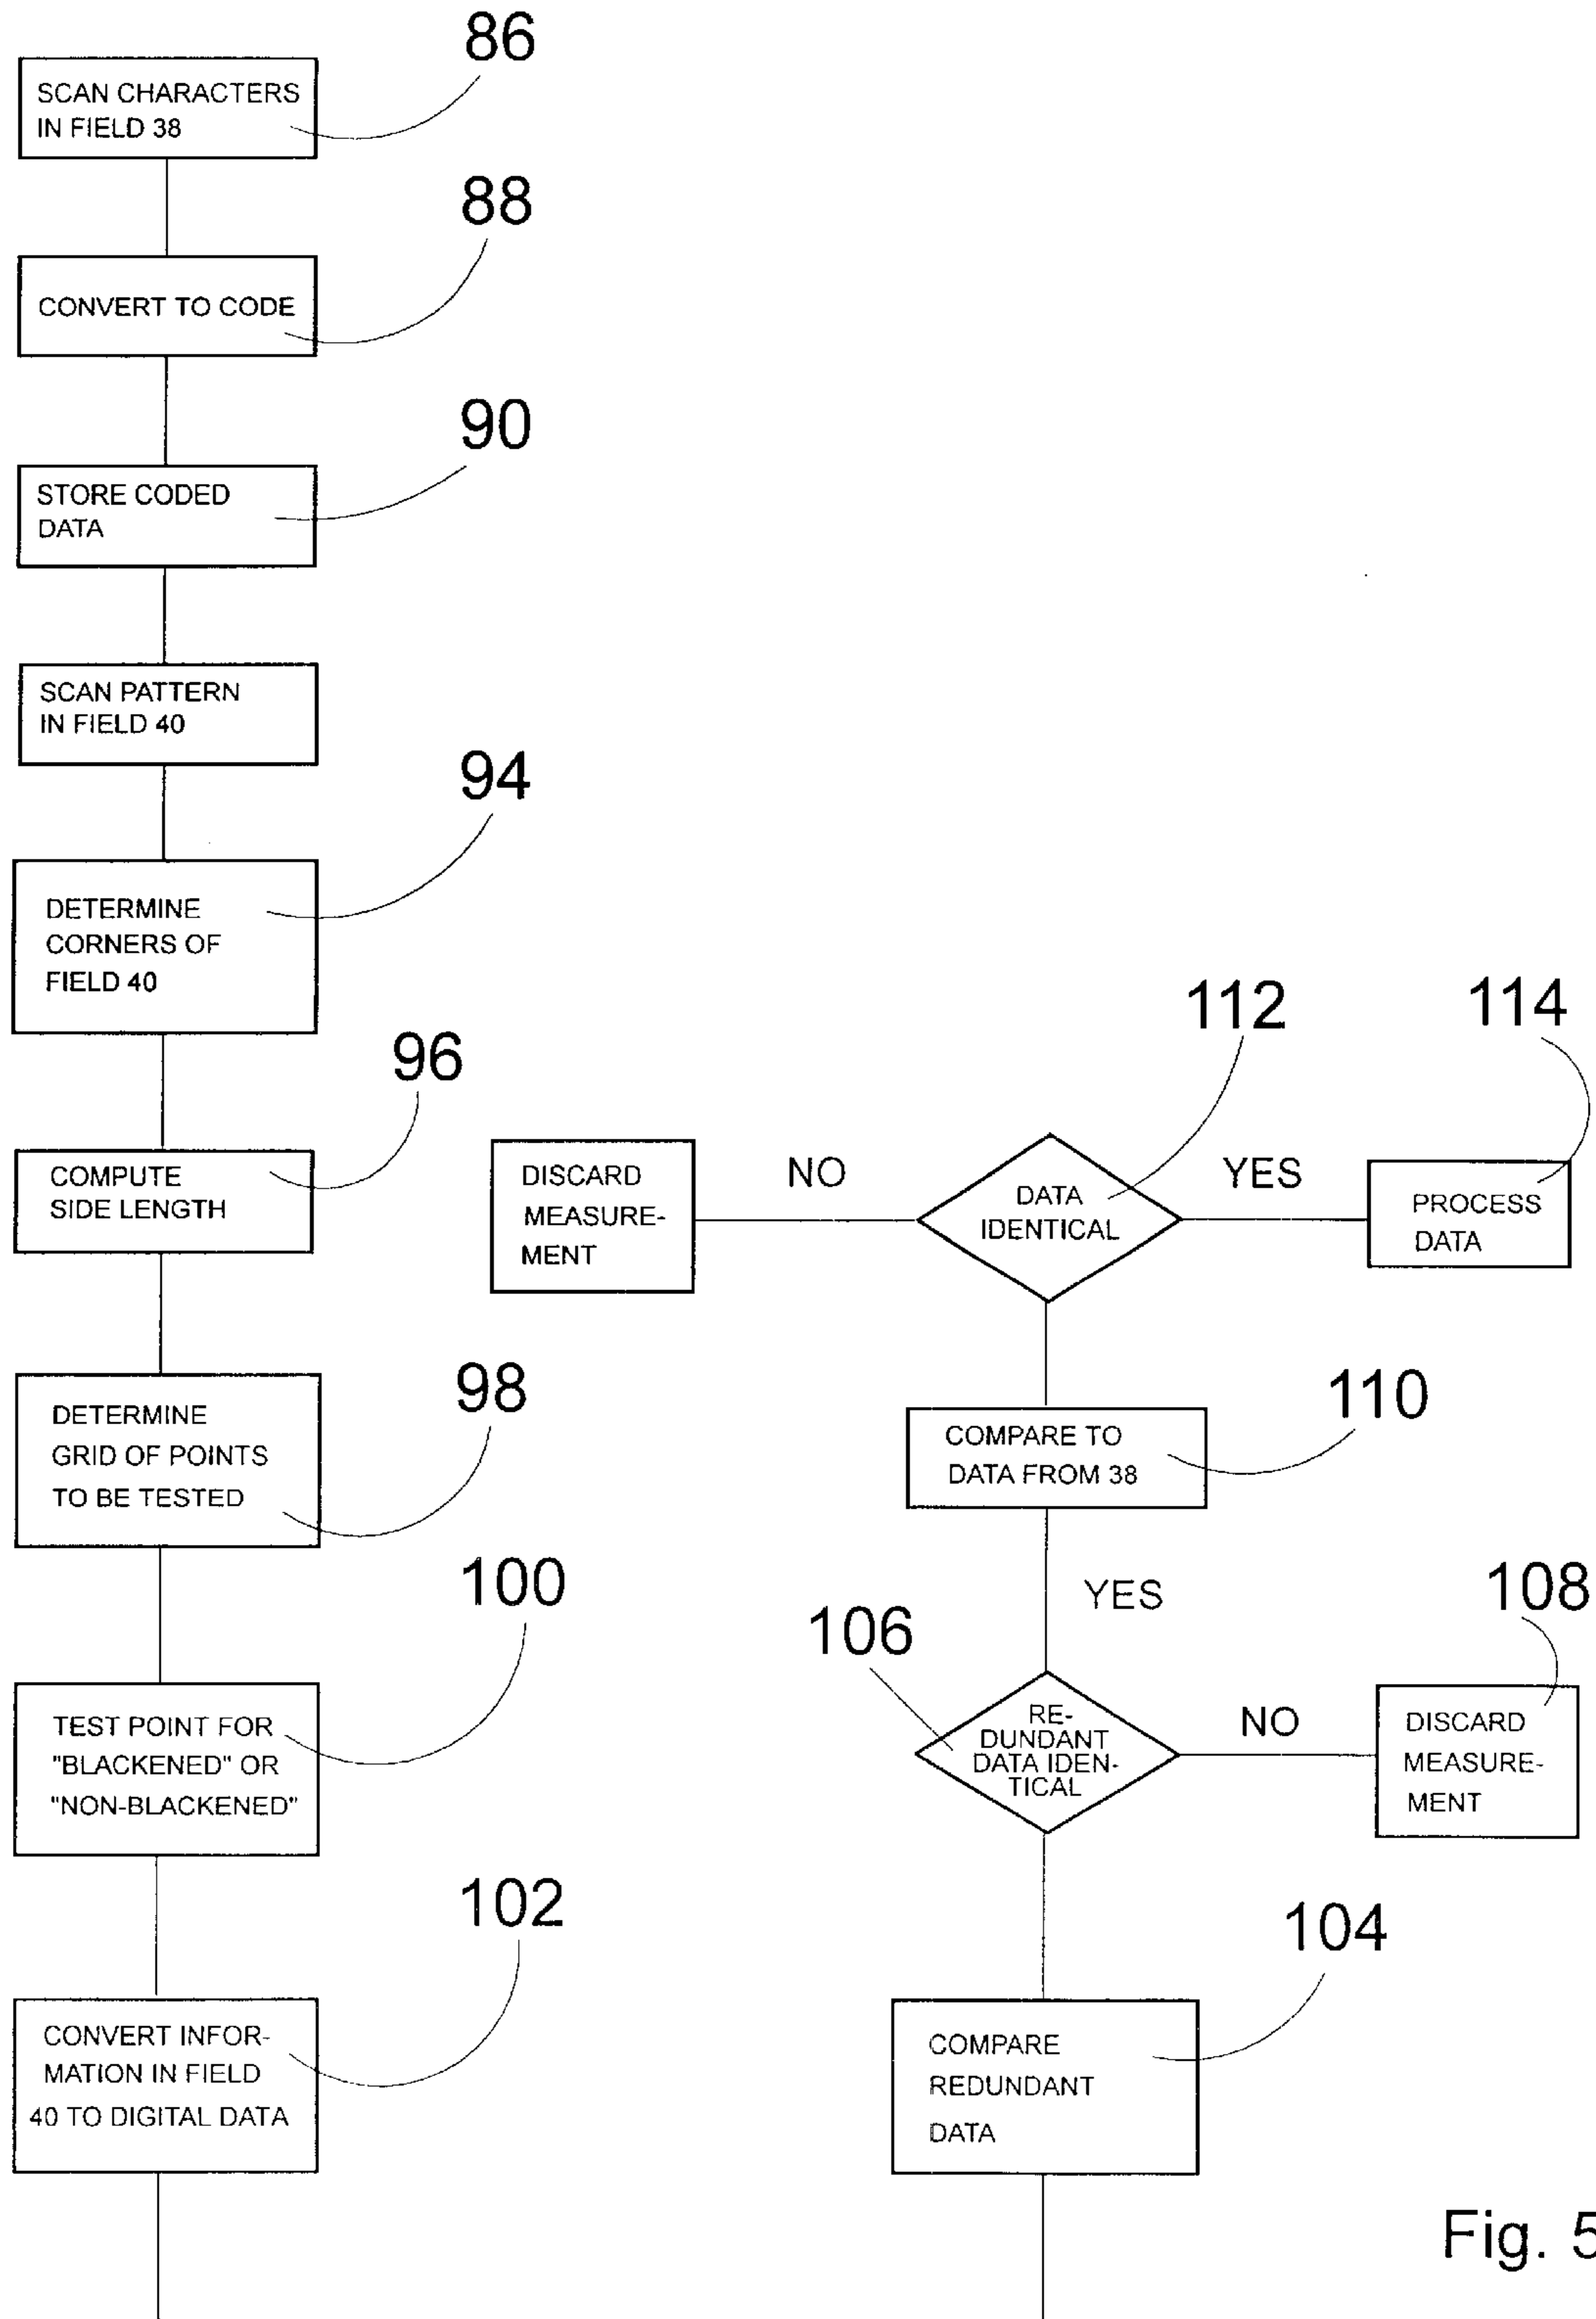 86
SCAN CHARACTERS
IN FIELD 38
88
CONVERT TO CODE
90
STORE CODED
DATA
SCAN PATTERN
IN FIELD 40
94
DETERMINE
CORNERS OF
FIELD 40
96
COMPUTE
SIDE LENGTH
98
DETERMINE
GRID OF POINTS
TO BE TESTED
100
TEST POINT FOR
"BLACKENED" OR
"NON-BLACKENED"
102
CONVERT INFOR-
MATION IN FIELD
40 TO DIGITAL DATA
112
114
DISCARD
MEASURE-
MENT
NO
DATA
IDENTICAL
YES
PROCESS
DATA
110
COMPARE TO
DATA FROM 38
YES
106
108
RE-
DUNDANT
DATA IDEN-
TICAL
NO
DISCARD
MEASURE-
MENT
104
COMPARE
REDUNDANT
DATA
Fig. 5